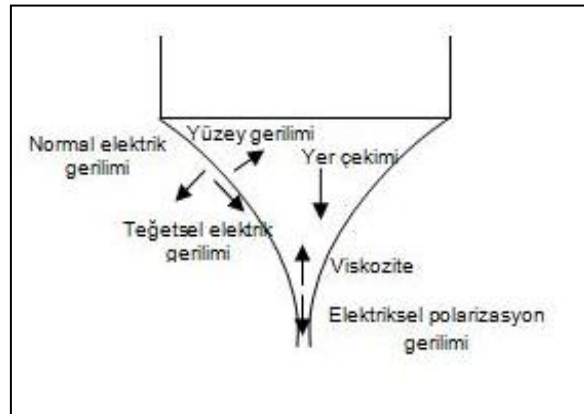 Normal elektrik
gerilimi
Yüzey gerilimi
Yer çekimi
Teğetsel elektrik
gerilimi
Viskozite
Elektriksel polarizasyon
gerilimi